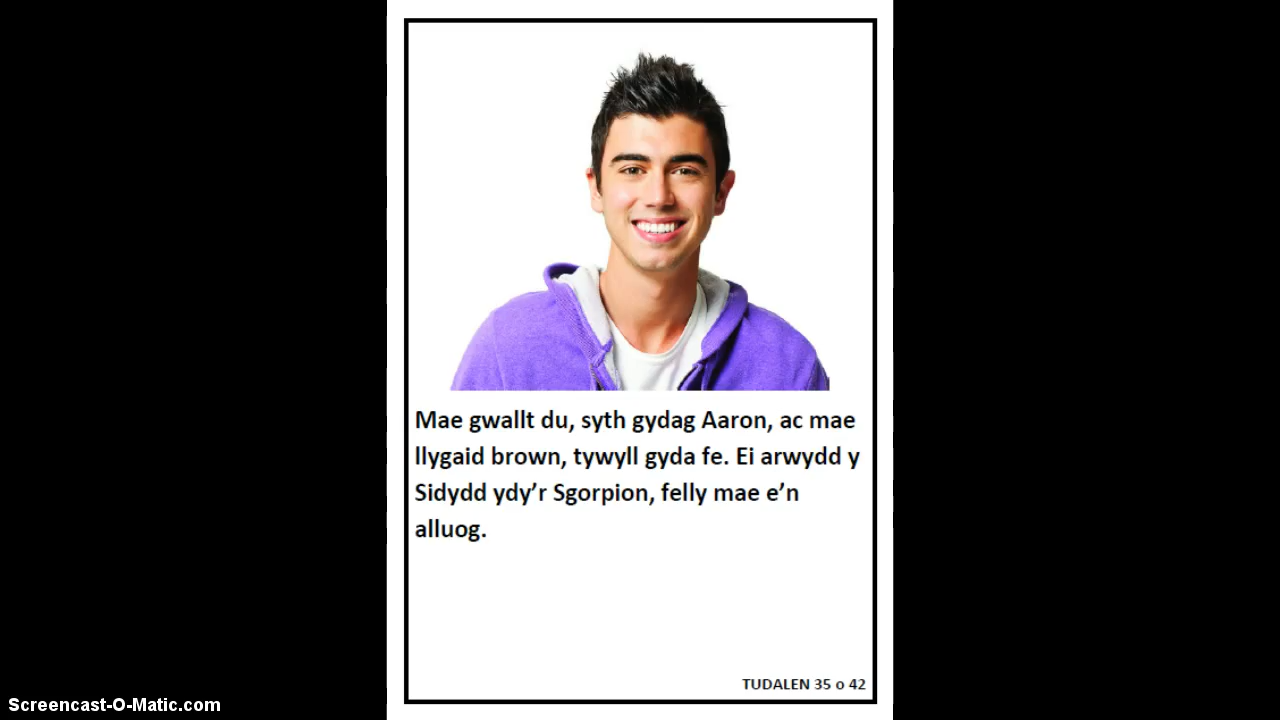 Mae gwallt du, syth gydag Aaron, ac mae
llygaid brown, tywyll gyda fe. Ei arwydd y
Sidydd ydy’r Sgorpion, felly mae e’n
alluog.
TUDALEN 35 o 42
Screencast-O-Matic.com